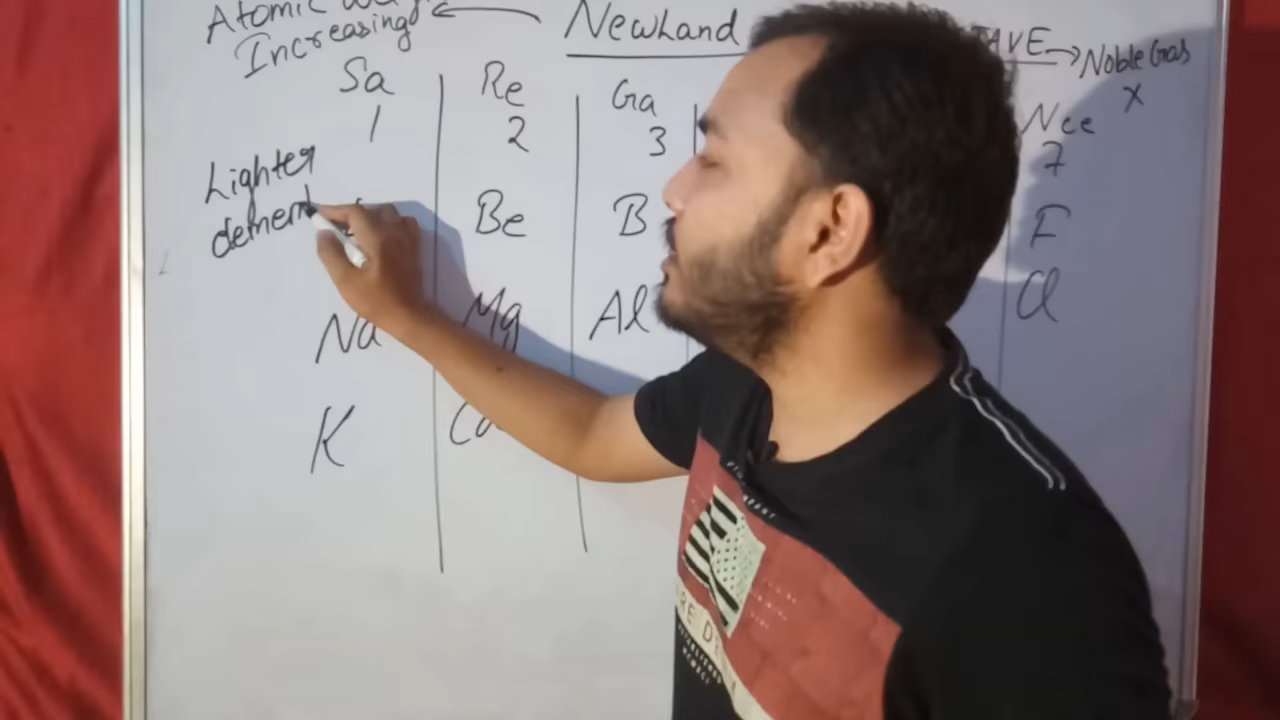 Atomic
Increasing
Newland
AVE → Noble Gas
x
Sa Re Ga Nee
1 2 3 7
Lighter
element
Be B F
Na Mg Al Cl
K Ca